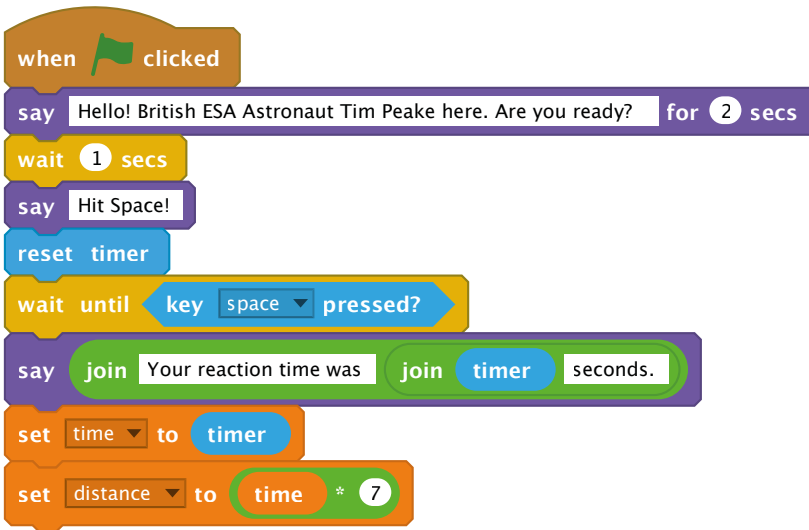 when clicked
say Hello! British ESA Astronaut Tim Peake here. Are you ready? for 2 secs
wait 1 secs
say Hit Space!
reset timer
wait until key space pressed?
say join Your reaction time was join timer seconds.
set time to timer
set distance to time * 7